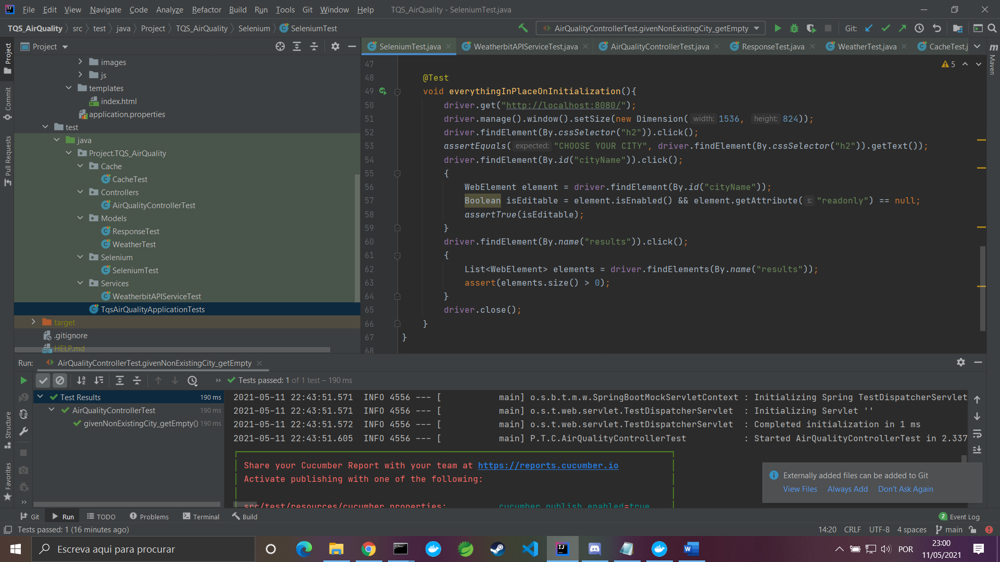 File Edit View Navigate Code Analyze Refactor Build Run Tools Git Window Help TQS_AirQuality - SeleniumTest.java
TQS_AirQuality src test java Project TQS_AirQuality Selenium SeleniumTest AirQualityControllerTest.givenNonExistingCity_getEmpty Git:
Project
SeleniumTest.java WeatherbitAPIServiceTest.java AirQualityControllerTest.java ResponseTest.java WeatherTest.java CacheTest.j
Project
Commit
Pull Requests
Structure
Favorites
Maven
images
js
templates
index.html
application.properties
test
java
Project.TQS_AirQuality
Cache
CacheTest
Controllers
AirQualityControllerTest
Models
ResponseTest
WeatherTest
Selenium
SeleniumTest
Services
WeatherbitAPIServiceTest
TqsAirQualityApplicationTests
target
.gitignore
HELP.md
5
47
48 @Test
49 void everythingInPlaceOnInitialization(){
50 driver.get("http://localhost:8080/");
51 driver.manage().window().setSize(new Dimension( width: 1536, height: 824));
52 driver.findElement(By.cssSelector("h2")).click();
53 assertEquals( expected: "CHOOSE YOUR CITY", driver.findElement(By.cssSelector("h2")).getText());
54 driver.findElement(By.id("cityName")).click();
55 {
56 WebElement element = driver.findElement(By.id("cityName"));
57 Boolean isEditable = element.isEnabled() && element.getAttribute( s: "readonly") == null;
58 assertTrue(isEditable);
59 }
60 driver.findElement(By.name("results")).click();
61 {
62 List<WebElement> elements = driver.findElements(By.name("results"));
63 assert(elements.size() > 0);
64 }
65 driver.close();
66 }
67 }
68
Run: AirQualityControllerTest.givenNonExistingCity_getEmpty
Tests passed: 1 of 1 test – 190 ms
Test Results 190 ms
AirQualityControllerTest 190 ms
givenNonExistingCity_getEmpty() 190 ms
2021-05-11 22:43:51.571 INFO 4556 --- [ main] o.s.b.t.m.w.SpringBootMockServletContext : Initializing Spring TestDispatcherServlet
2021-05-11 22:43:51.571 INFO 4556 --- [ main] o.s.t.web.servlet.TestDispatcherServlet : Initializing Servlet ''
2021-05-11 22:43:51.572 INFO 4556 --- [ main] o.s.t.web.servlet.TestDispatcherServlet : Completed initialization in 1 ms
2021-05-11 22:43:51.605 INFO 4556 --- [ main] P.T.C.AirQualityControllerTest : Started AirQualityControllerTest in 2.337
Share your Cucumber Report with your team at https://reports.cucumber.io
Activate publishing with one of the following:
src/test/resources/cucumber.properties: cucumber.publish.enabled=true
Externally added files can be added to Git
View Files Always Add Don't Ask Again
Git Run TODO Problems Terminal Build 2 Event Log
Tests passed: 1 (16 minutes ago) 14:20 CRLF UTF-8 4 spaces main
Escreva aqui para procurar
POR
23:00
11/05/2021